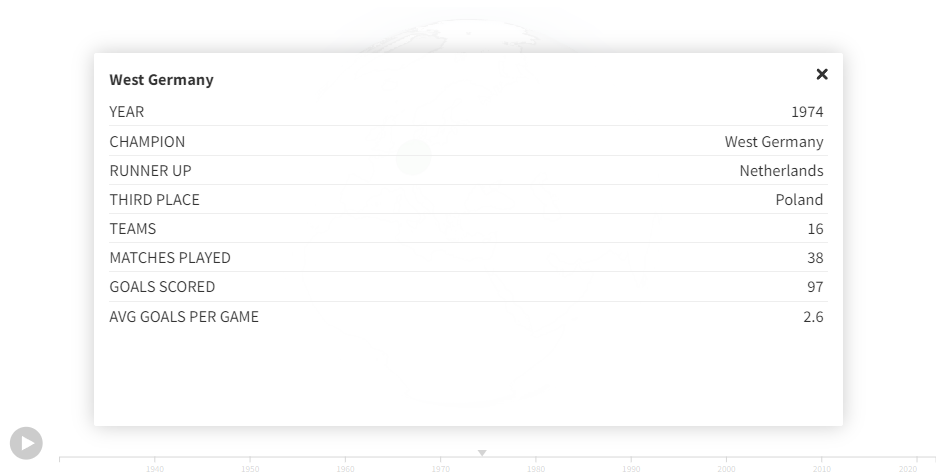 West Germany
YEAR 1974
CHAMPION West Germany
RUNNER UP Netherlands
THIRD PLACE Poland
TEAMS 16
MATCHES PLAYED 38
GOALS SCORED 97
AVG GOALS PER GAME 2.6
1940 1950 1960 1970 1980 1990 2000 2010 2020